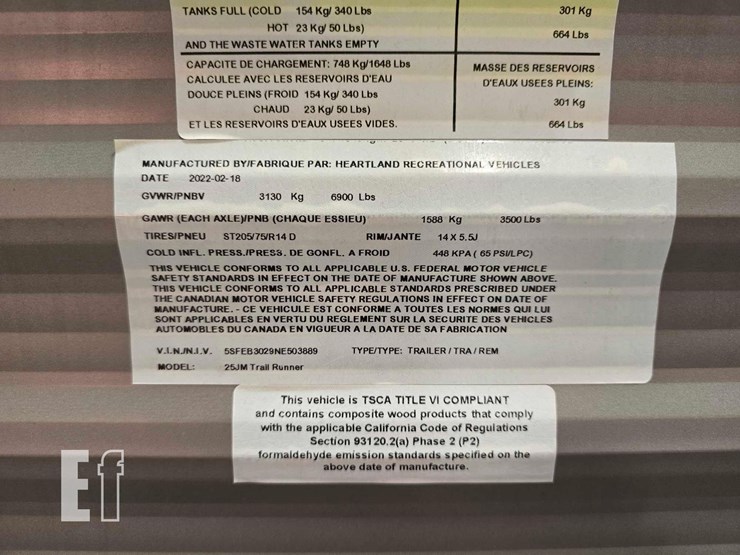 TANKS FULL (COLD 154 Kg/ 340 Lbs
HOT 23 Kg/ 50 Lbs)
AND THE WASTE WATER TANKS EMPTY
301 Kg
664 Lbs
CAPACITE DE CHARGEMENT: 748 Kg/1648 Lbs
CALCULEE AVEC LES RESERVOIRS D'EAU
DOUCE PLEINS (FROID 154 Kg/ 340 Lbs
CHAUD 23 Kg/ 50 Lbs)
ET LES RESERVOIRS D'EAUX USEES VIDES.
MASSE DES RESERVOIRS
D'EAUX USEES PLEINS:
301 Kg
664 Lbs
MANUFACTURED BY/FABRIQUE PAR: HEARTLAND RECREATIONAL VEHICLES
DATE 2022-02-18
GVWR/PNBV 3130 Kg 6900 Lbs
GAWR (EACH AXLE)/PNB (CHAQUE ESSIEU) 1588 Kg 3500 Lbs
TIRES/PNEU ST205/75/R14 D RIM/JANTE 14 X 5.5J
COLD INFL. PRESS./PRESS. DE GONFL. A FROID 448 KPA ( 65 PSI/LPC)
THIS VEHICLE CONFORMS TO ALL APPLICABLE U.S. FEDERAL MOTOR VEHICLE
SAFETY STANDARDS IN EFFECT ON THE DATE OF MANUFACTURE SHOWN ABOVE.
THIS VEHICLE CONFORMS TO ALL APPLICABLE STANDARDS PRESCRIBED UNDER
THE CANADIAN MOTOR VEHICLE SAFETY REGULATIONS IN EFFECT ON DATE OF
MANUFACTURE. - CE VEHICULE EST CONFORME A TOUTES LES NORMES QUI LUI
SONT APPLICABLES EN VERTU DU REGLEMENT SUR LA SECURITE DES VEHICLES
AUTOMOBLES DU CANADA EN VIGUEUR A LA DATE DE SA FABRICATION
V.I.N./N.I.V. 5SFEB3029NE503889 TYPE/TYPE: TRAILER / TRA / REM
MODEL: 25JM Trail Runner
This vehicle is TSCA TITLE VI COMPLIANT
and contains composite wood products that comply
with the applicable California Code of Regulations
Section 93120.2(a) Phase 2 (P2)
formaldehyde emission standards specified on the
above date of manufacture.
Ef